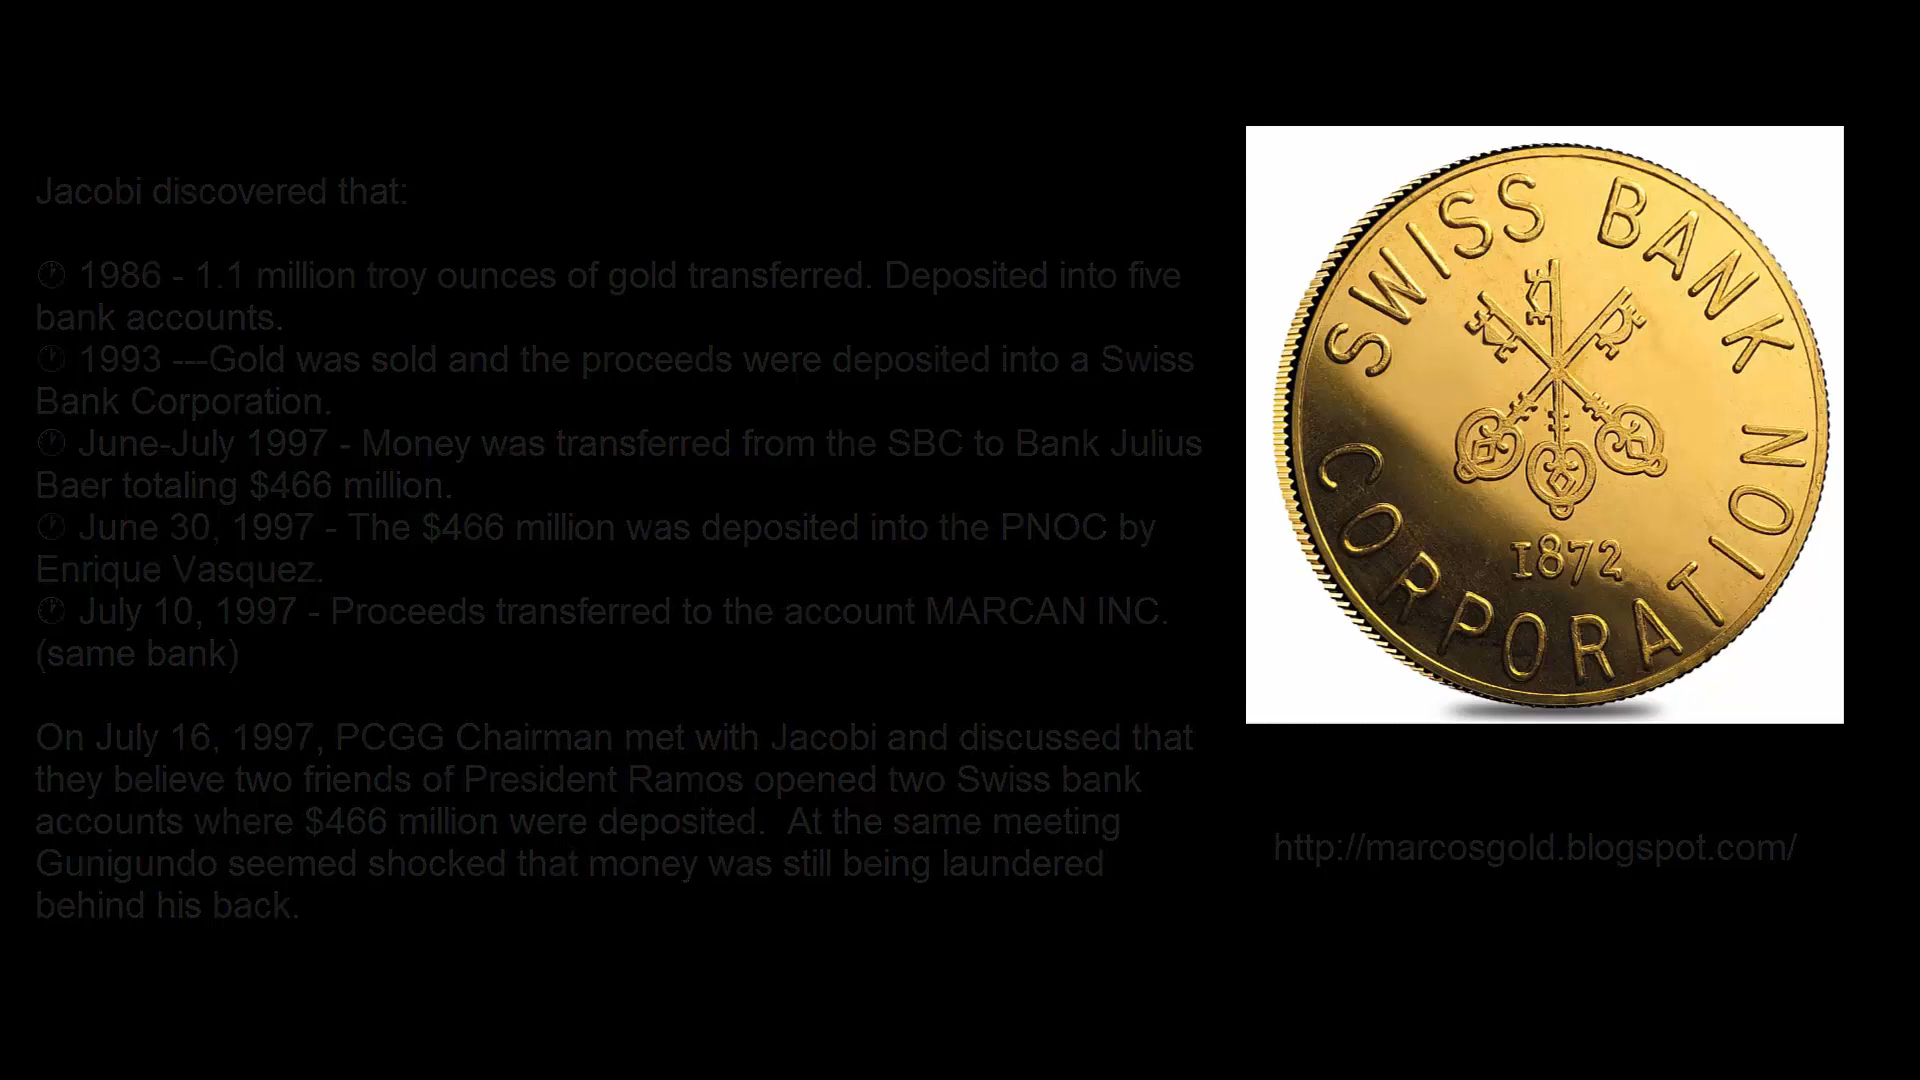 Jacobi discovered that:
1986 - 1.1 million troy ounces of gold transferred. Deposited into five
bank accounts.
1993 ---Gold was sold and the proceeds were deposited into a Swiss
Bank Corporation.
June-July 1997 - Money was transferred from the SBC to Bank Julius
Baer totaling $466 million.
June 30, 1997 - The $466 million was deposited into the PNOC by
Enrique Vasquez.
July 10, 1997 - Proceeds transferred to the account MARCAN INC.
(same bank)
On July 16, 1997, PCGG Chairman met with Jacobi and discussed that
they believe two friends of President Ramos opened two Swiss bank
accounts where $466 million were deposited.  At the same meeting
Gunigundo seemed shocked that money was still being laundered
behind his back.
SWISS BANK
CORPORATION
1872
http://marcosgold.blogspot.com/